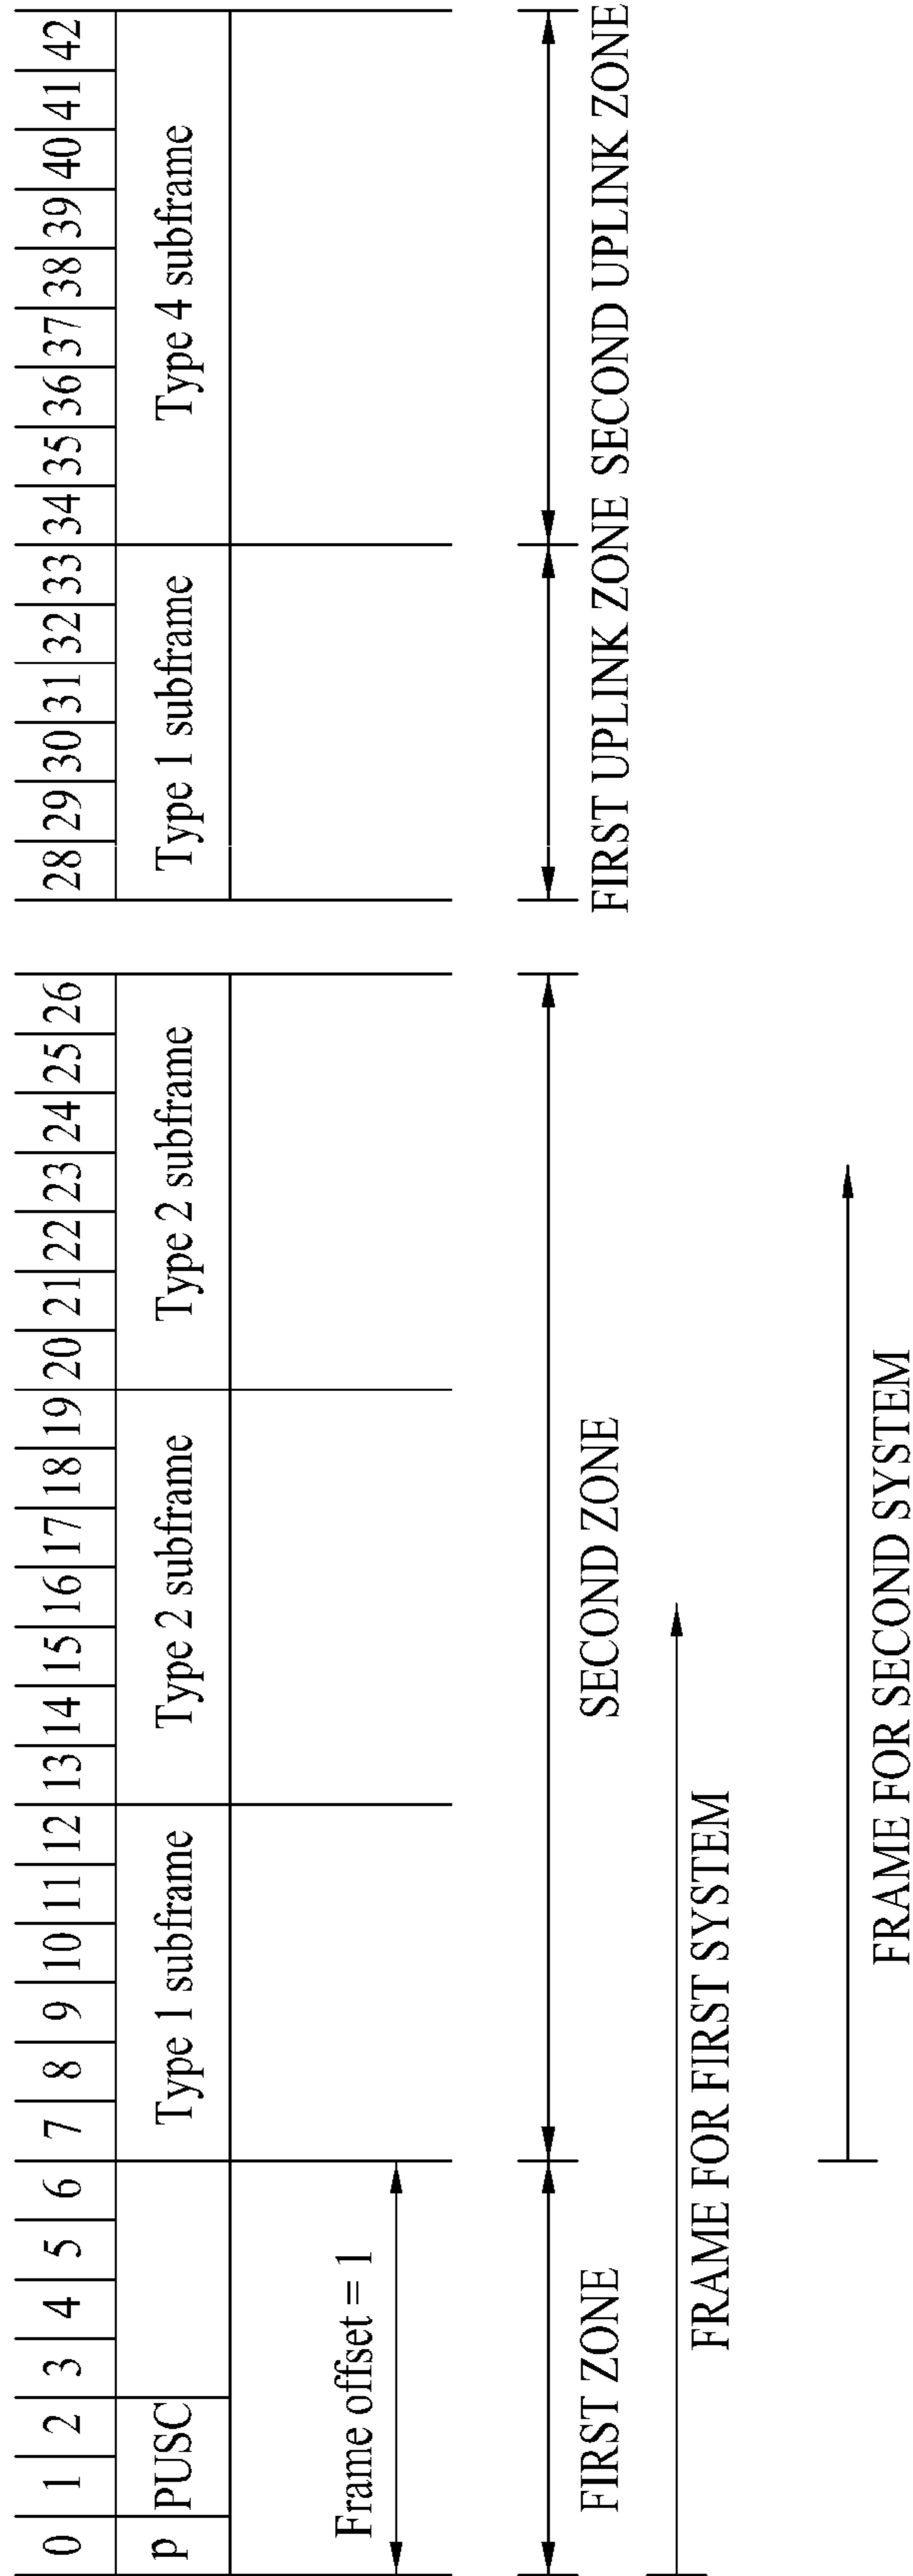 0 1 2 3 4 5 6 7 8 9 10 11 12 13 14 15 16 17 18 19 20 21 22 23 24 25 26 28 29 30 31 32 33 34 35 36 37 38 39 40 41 42
P PUSC Type 1 subframe Type 2 subframe Type 2 subframe Type 1 subframe Type 4 subframe
Frame offset = 1
FIRST ZONE SECOND ZONE FIRST UPLINK ZONE SECOND UPLINK ZONE
FRAME FOR FIRST SYSTEM
FRAME FOR SECOND SYSTEM